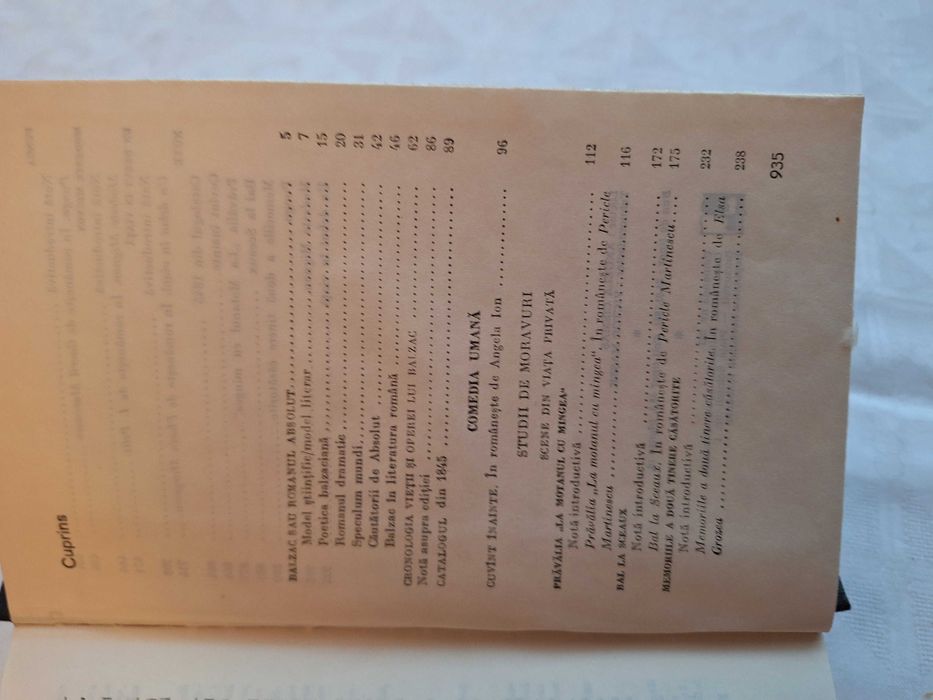 Cuprins
BALZAC SAU ROMANUL ABSOLUT.......................... 5
Model științific/model literar .......................... 7
Poetica balzaciană .......................... 15
Romanul dramatic .......................... 20
Speculum mundi.......................... 31
Căutătorii de Absolut .......................... 42
Balzac în literatura română .......................... 46
CRONOLOGIA VIEȚII ȘI OPEREI LUI BALZAC .......................... 62
Notă asupra ediției .......................... 86
CATALOGUL din 1845 .......................... 89
COMEDIA UMANĂ
CUVÎNT ÎNAINTE, În românește de Angela Ion .......................... 96
STUDII DE MORAVURI
SCENE DIN VIAȚA PRIVATĂ
PRĂVĂLIA „LA MOTANUL CU MINGEA“
Notă introductivă .......................... 112
Prăvălia „La motanul cu mingea“, În românește de Pericle
Martinescu .......................... 116
BAL LA SCEAUX
Notă introductivă .......................... 172
Bal la Sceaux, În românește de Pericle Martinescu .......................... 175
MEMORIILE A DOUĂ TINERE CĂSĂTORITE
Notă introductivă .......................... 232
Memoriile a două tinere căsătorite, În românește de Elsa
Grosea .......................... 238
935